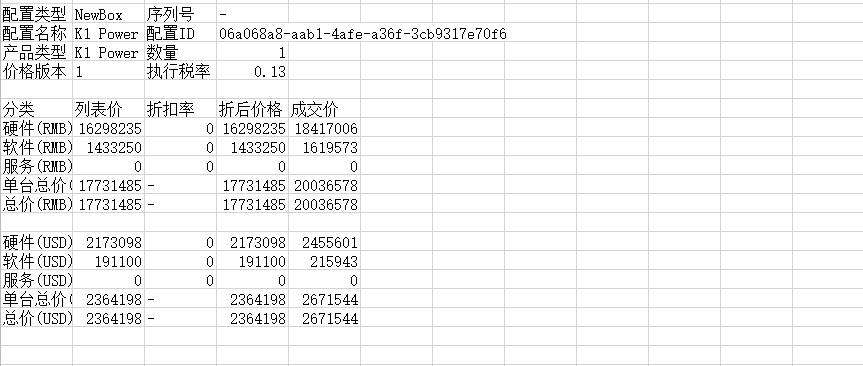 配置类型 NewBox 序列号 -
配置名称 K1 Power 配置ID 06a068a8-aab1-4afe-a36f-3cb9317e70f6
产品类型 K1 Power 数量 1
价格版本 1 执行税率 0.13
分类 列表价 折扣率 折后价格 成交价
硬件(RMB) 16298235 0 16298235 18417006
软件(RMB) 1433250 0 1433250 1619573
服务(RMB) 0 0 0 0
单台总价( 17731485 - 17731485 20036578
总价(RMB) 17731485 - 17731485 20036578
硬件(USD) 2173098 0 2173098 2455601
软件(USD) 191100 0 191100 215943
服务(USD) 0 0 0 0
单台总价( 2364198 - 2364198 2671544
总价(USD) 2364198 - 2364198 2671544